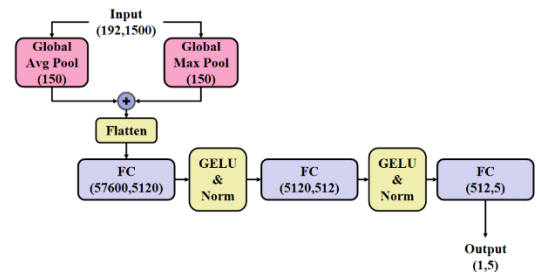 Input
(192,1500)
Global
Avg Pool
(150)
Global
Max Pool
(150)
+
Flatten
FC
(57600,5120)
GELU
&
Norm
FC
(5120,512)
GELU
&
Norm
FC
(512,5)
Output
(1,5)